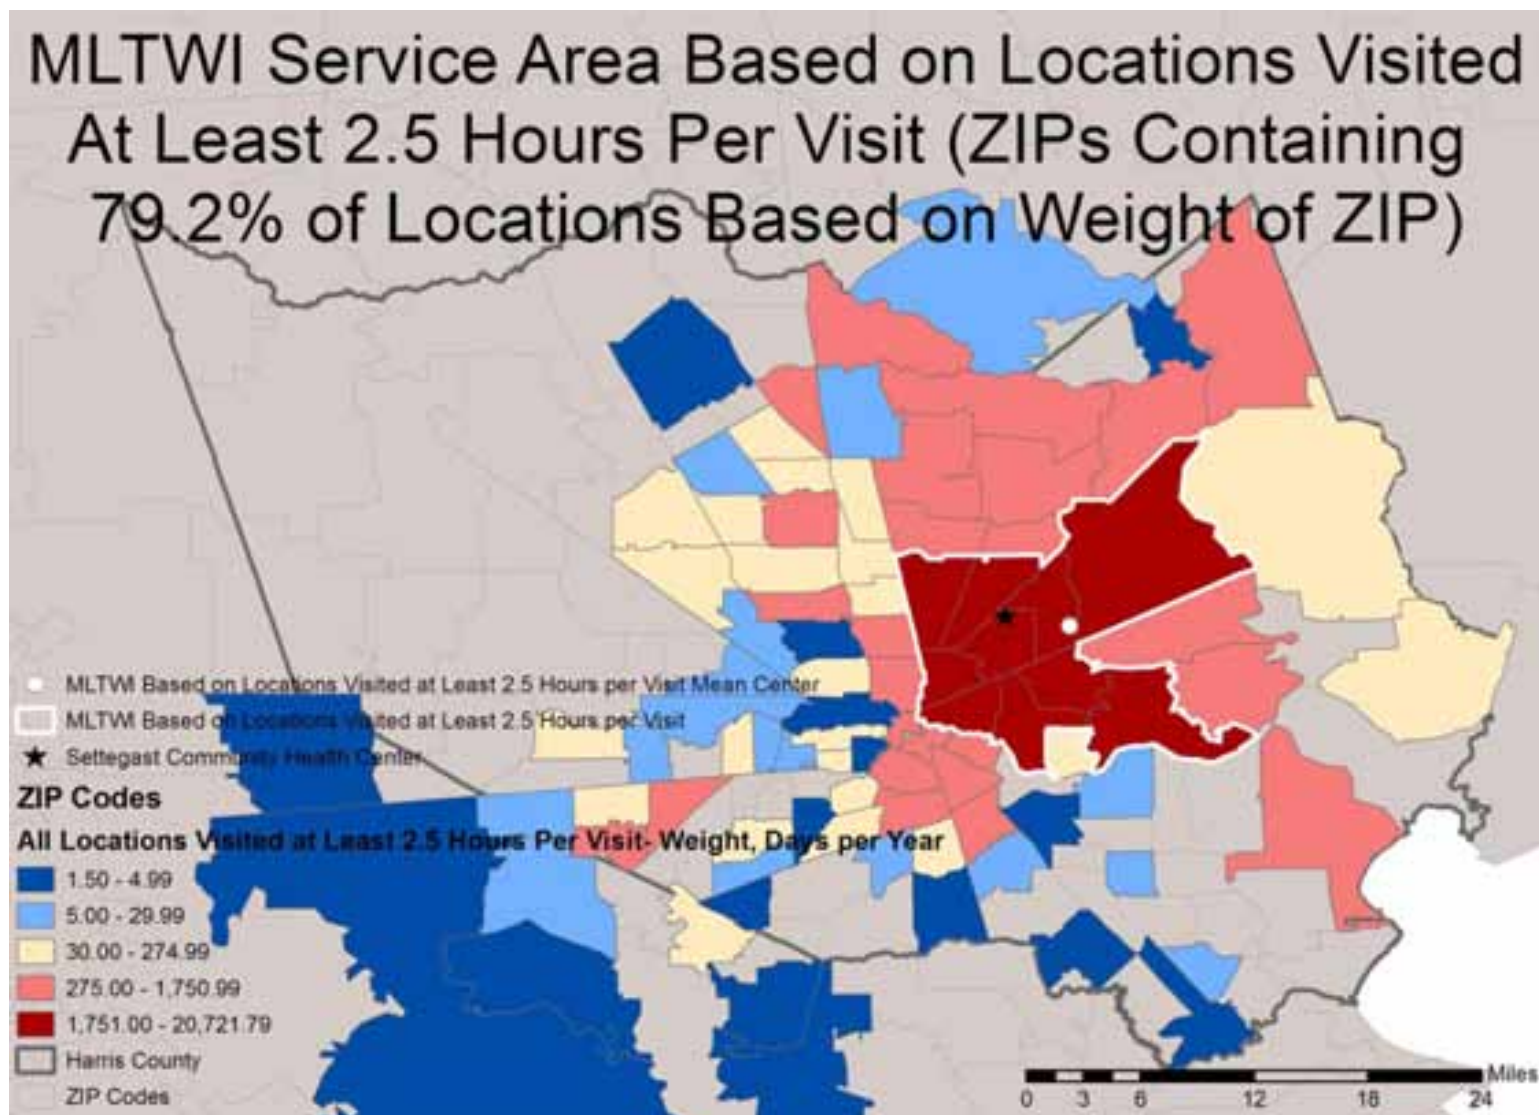 MLTWI Service Area Based on Locations Visited
At Least 2.5 Hours Per Visit (ZIPs Containing
79.2% of Locations Based on Weight of ZIP)
MLTWI Based on Locations Visited at Least 2.5 Hours per Visit Mean Center
MLTWI Based on Locations Visited at Least 2.5 Hours per Visit
Settegast Community Health Center
ZIP Codes
All Locations Visited at Least 2.5 Hours Per Visit- Weight, Days per Year
1.50 - 4.99
5.00 - 29.99
30.00 - 274.99
275.00 - 1,750.99
1,751.00 - 20,721.79
Harris County
ZIP Codes
Miles
0 3 6 12 18 24